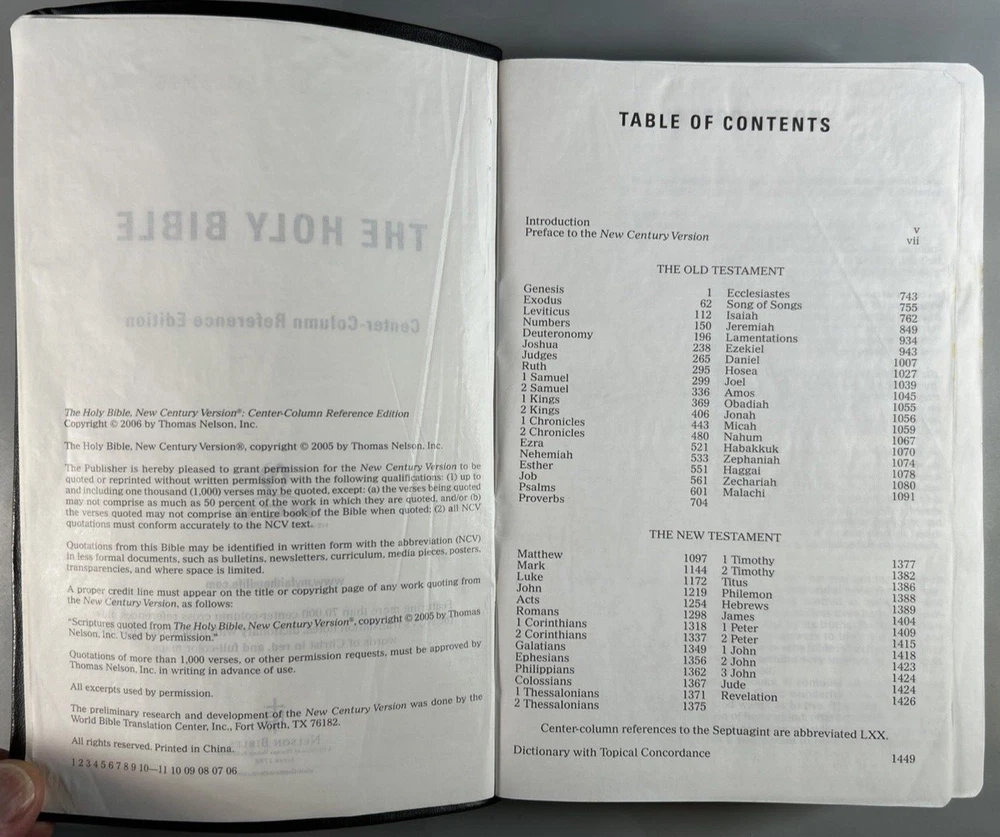 THE HOLY BIBLE
Center-Column Reference Edition
The Holy Bible, New Century Version®: Center-Column Reference Edition
Copyright © 2006 by Thomas Nelson, Inc.
The Holy Bible, New Century Version®, copyright © 2005 by Thomas Nelson, Inc.
The Publisher is hereby pleased to grant permission for the New Century Version to be
quoted or reprinted without written permission with the following qualifications: (1) up to
and including one thousand (1,000) verses may be quoted, except: (a) the verses being quoted
may not comprise as much as 50 percent of the work in which they are quoted, and/or (b)
the verses quoted may not comprise an entire book of the Bible when quoted; (2) all NCV
quotations must conform accurately to the NCV text.
Quotations from this Bible may be identified in written form with the abbreviation (NCV)
in less formal documents, such as bulletins, newsletters, curriculum, media pieces, posters,
transparencies, and where space is limited.
A proper credit line must appear on the title or copyright page of any work quoting from
the New Century Version, as follows:
"Scriptures quoted from The Holy Bible, New Century Version®, copyright © 2005 by Thomas
Nelson, Inc. Used by permission."
Quotations of more than 1,000 verses, or other permission requests, must be approved by
Thomas Nelson, Inc. in writing in advance of use.
All excerpts used by permission.
The preliminary research and development of the New Century Version was done by the
World Bible Translation Center, Inc., Fort Worth, TX 76182.
All rights reserved. Printed in China.
1 2 3 4 5 6 7 8 9 10—11 10 09 08 07 06
TABLE OF CONTENTS
Introduction v
Preface to the New Century Version vii
THE OLD TESTAMENT
Genesis 1 Ecclesiastes 743
Exodus 62 Song of Songs 755
Leviticus 112 Isaiah 762
Numbers 150 Jeremiah 849
Deuteronomy 196 Lamentations 934
Joshua 238 Ezekiel 943
Judges 265 Daniel 1007
Ruth 295 Hosea 1027
1 Samuel 299 Joel 1039
2 Samuel 336 Amos 1045
1 Kings 369 Obadiah 1055
2 Kings 406 Jonah 1056
1 Chronicles 443 Micah 1059
2 Chronicles 480 Nahum 1067
Ezra 521 Habakkuk 1070
Nehemiah 533 Zephaniah 1074
Esther 551 Haggai 1078
Job 561 Zechariah 1080
Psalms 601 Malachi 1091
Proverbs 704
THE NEW TESTAMENT
Matthew 1097 1 Timothy 1377
Mark 1144 2 Timothy 1382
Luke 1172 Titus 1386
John 1219 Philemon 1388
Acts 1254 Hebrews 1389
Romans 1298 James 1404
1 Corinthians 1318 1 Peter 1409
2 Corinthians 1337 2 Peter 1415
Galatians 1349 1 John 1418
Ephesians 1356 2 John 1423
Philippians 1362 3 John 1424
Colossians 1367 Jude 1424
1 Thessalonians 1371 Revelation 1426
2 Thessalonians 1375
Center-column references to the Septuagint are abbreviated LXX.
Dictionary with Topical Concordance 1449